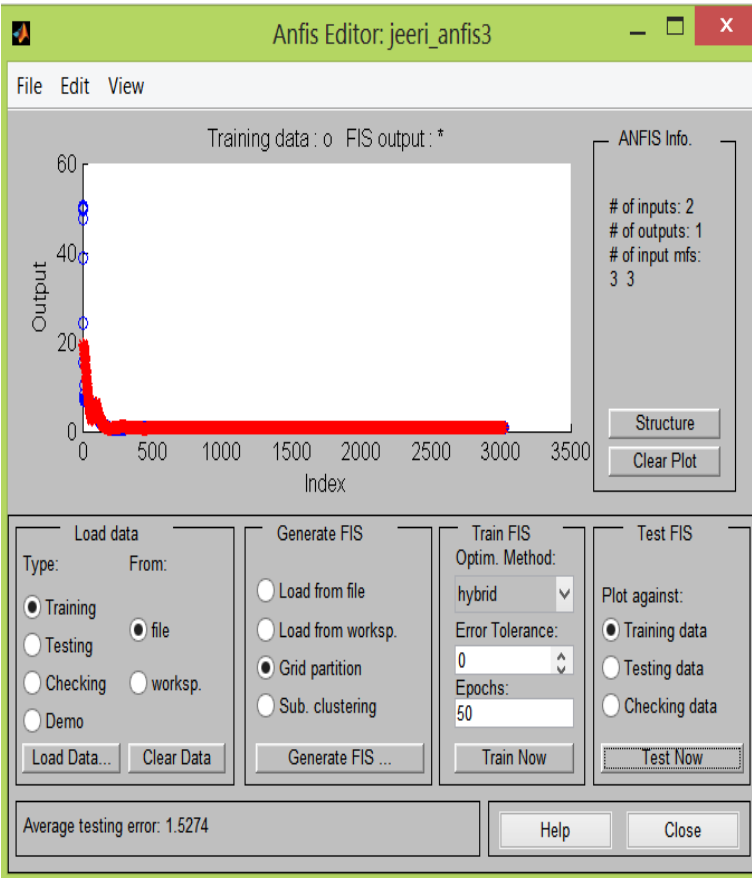 Anfis Editor: jeeri_anfis3
File Edit View
Training data : o FIS output : *
60
40
20
0
Output
0 500 1000 1500 2000 2500 3000 3500
Index
ANFIS Info.
# of inputs: 2
# of outputs: 1
# of input mfs:
3 3
Structure
Clear Plot
Load data
Type: From:
Training
file
Testing
Checking
worksp.
Demo
Load Data... Clear Data
Generate FIS
Load from file
Load from worksp.
Grid partition
Sub. clustering
Generate FIS ...
Train FIS
Optim. Method:
hybrid
Error Tolerance:
0
Epochs:
50
Train Now
Test FIS
Plot against:
Training data
Testing data
Checking data
Test Now
Average testing error: 1.5274
Help
Close